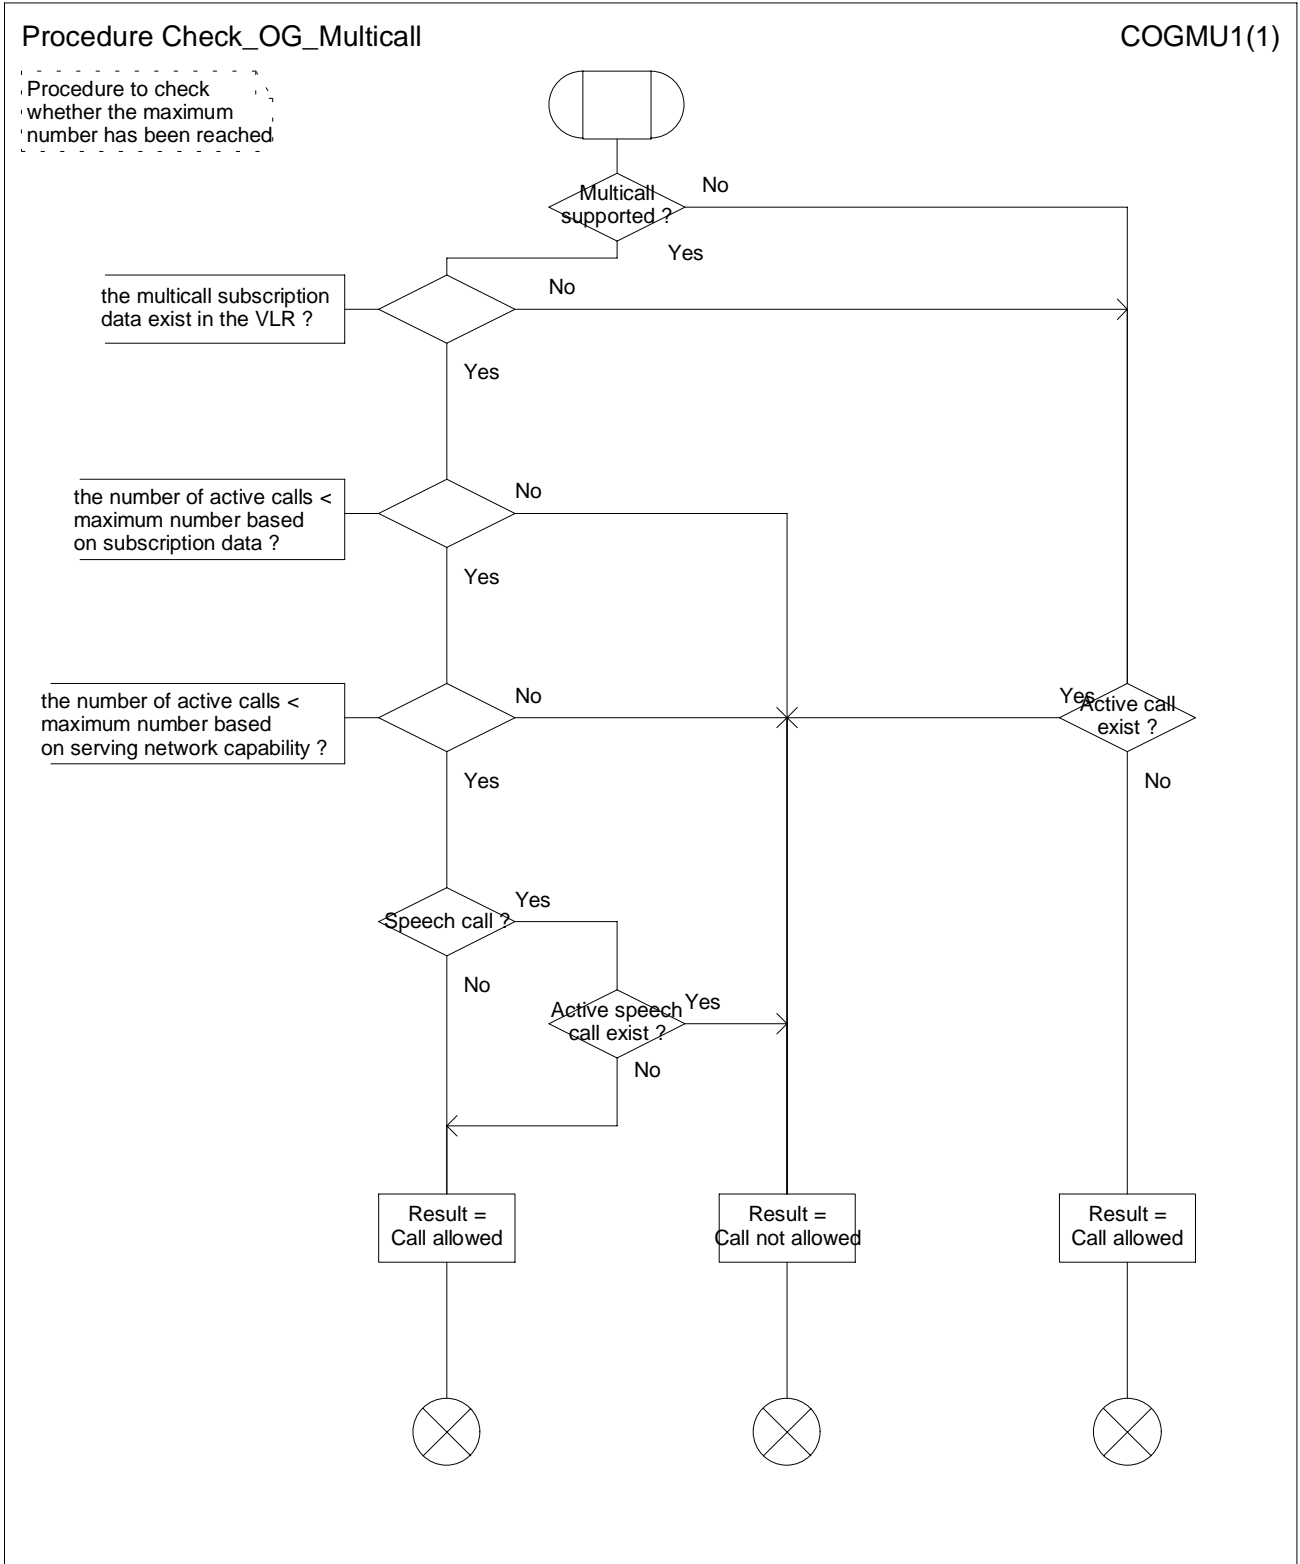 Procedure Check_OG_Multicall
COGMU1(1)
Procedure to check
whether the maximum
number has been reached
Multicall
supported ?
No
Yes
the multicall subscription
data exist in the VLR ?
No
Yes
the number of active calls <
maximum number based
on subscription data ?
No
Yes
the number of active calls <
maximum number based
on serving network capability ?
No
Yes
Yes
Active call
exist ?
No
Speech call ?
Yes
No
Active speech
call exist ?
Yes
No
Result =
Call allowed
Result =
Call not allowed
Result =
Call allowed